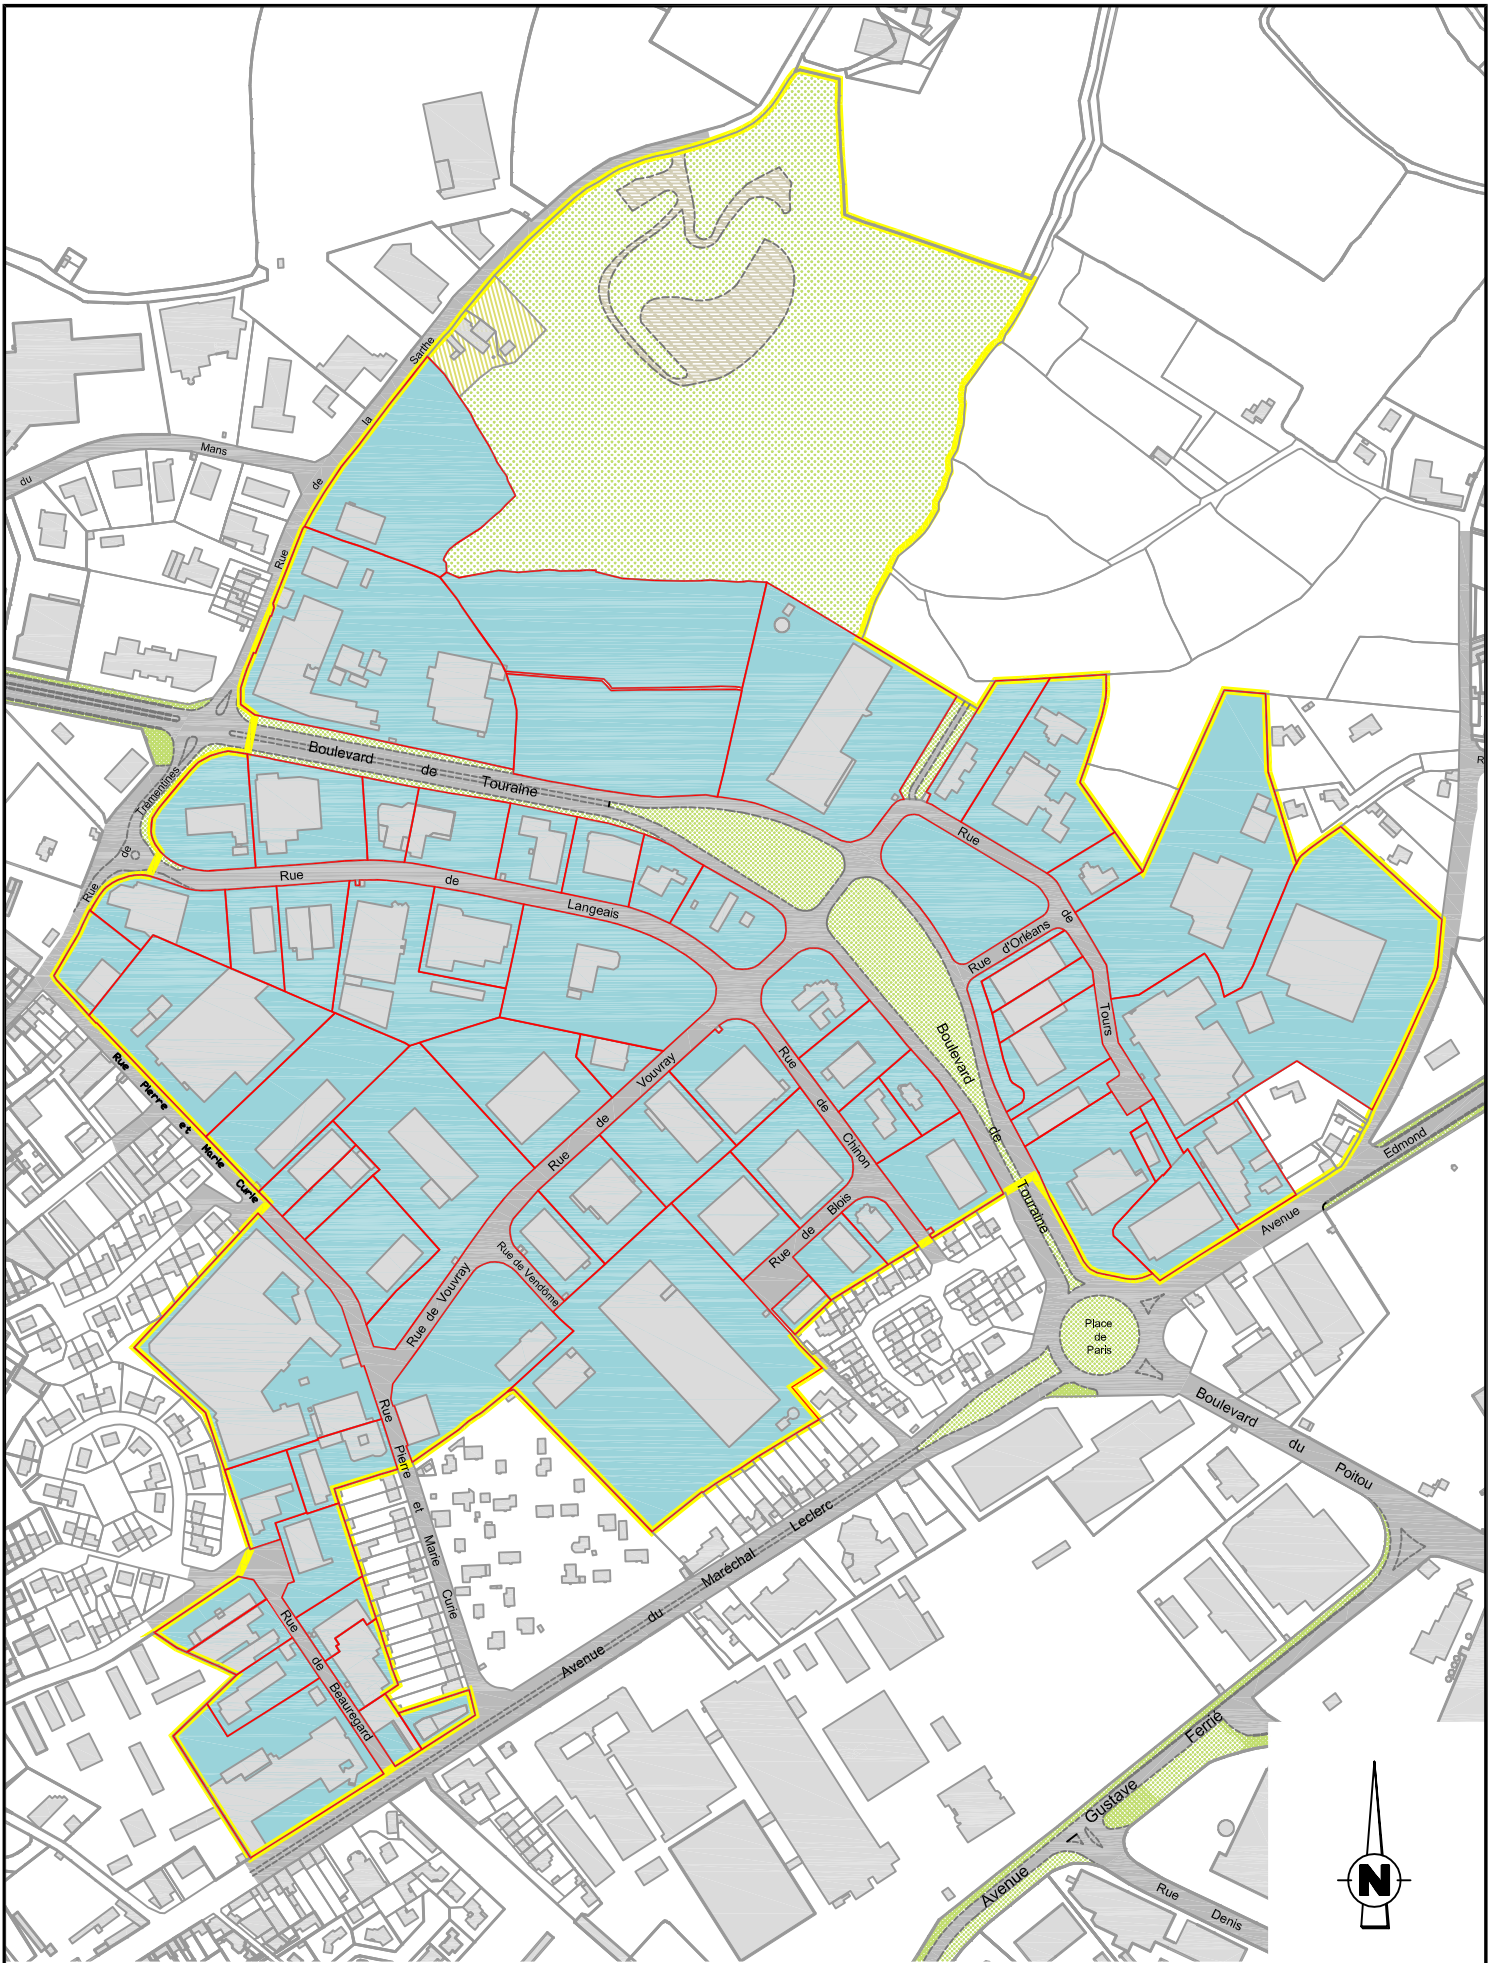 Sarthe
la
de
Rue
Mans
du
Boulevard de Touraine
Rue de Trémentines
Rue de Langeais
Rue de Tours
Rue d'Orléans
Boulevard de Touraine
Rue de Vouvray
Rue de Chinon
Rue de Blois
Rue Pierre et Marie Curie
Rue de Vouvray
Rue de Vendôme
Edmond
Avenue
Place
de
Paris
Boulevard du Poitou
Rue Pierre et Marie Curie
Avenue du Maréchal Leclerc
Rue de Beauregard
Avenue Gustave Ferrié
Rue Denis
R
N